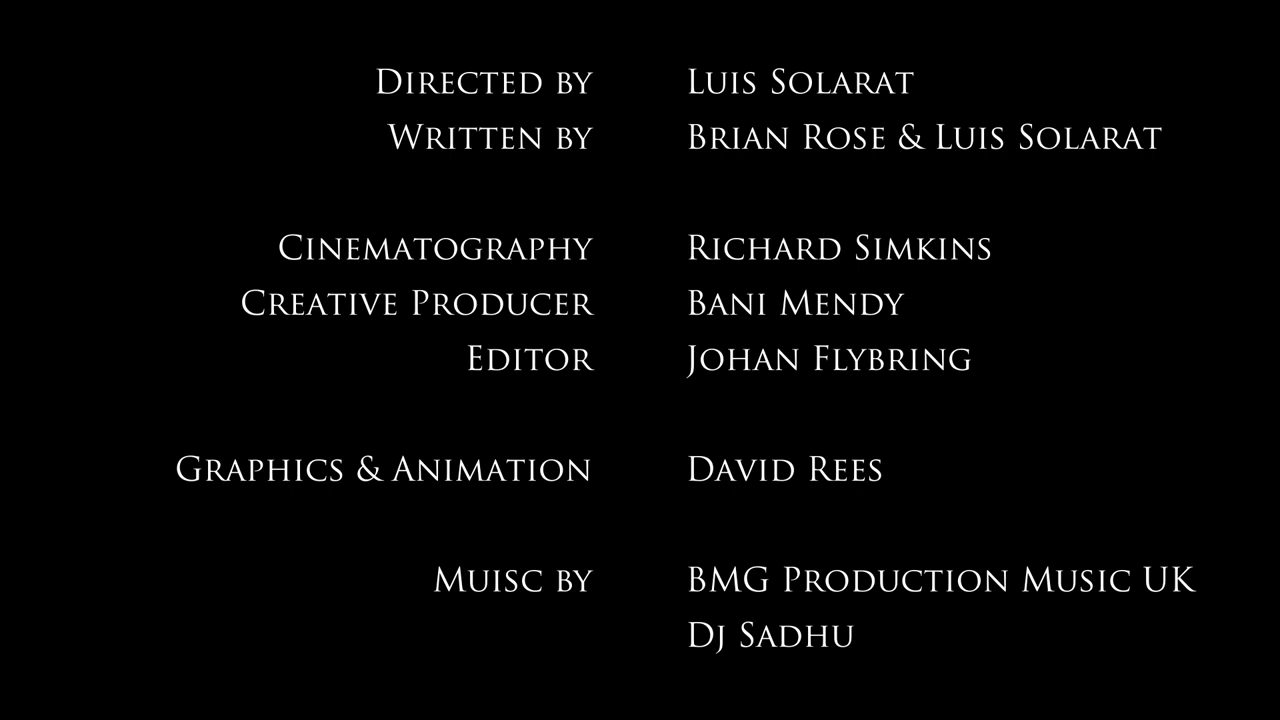 Directed by Luis Solarat
Written by Brian Rose & Luis Solarat
Cinematography Richard Simkins
Creative Producer Bani Mendy
Editor Johan Flybring
Graphics & Animation David Rees
Muisc by BMG Production Music UK
Dj Sadhu